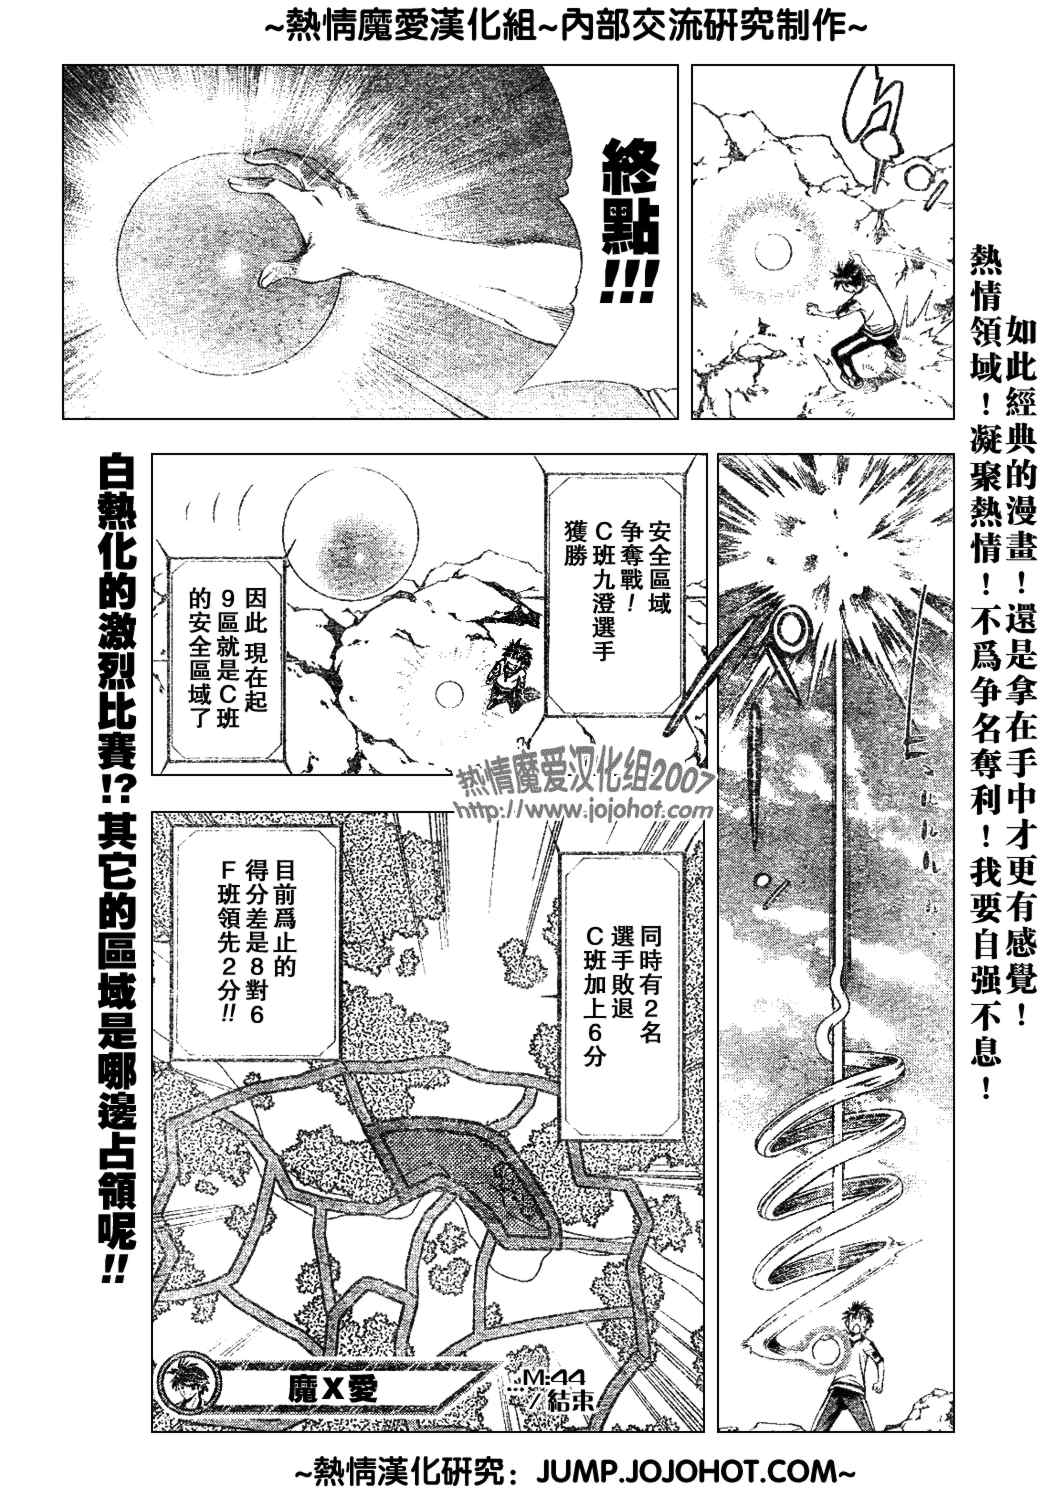 ~熱情魔愛漢化組~內部交流研究制作~
終點!!!
如此經典的漫畫！還是拿在手中才更有感覺！
熱情領域！凝聚熱情！不爲争名奪利！我要自强不息！
安全區域
争奪戰!
C班九澄選手
獲勝
因此 現在起
9區就是C班
的安全區域了
熱情魔爱汉化组2007
http://www.jojohot.com
同時有2名
選手敗退
C班加上6分
目前爲止的
得分差是8對6
F班領先2分!!
白熱化的激烈比賽!?其它的區域是哪邊占領呢!!
魔X愛
...M:44
.../結束
~熱情漢化研究：JUMP.JOJOHOT.COM~